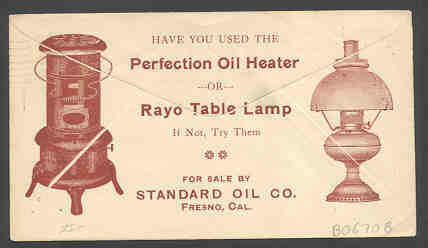 HAVE YOU USED THE
Perfection Oil Heater
—OR—
Rayo Table Lamp
If Not, Try Them
FOR SALE BY
STANDARD OIL CO.
FRESNO, CAL.
BO670B